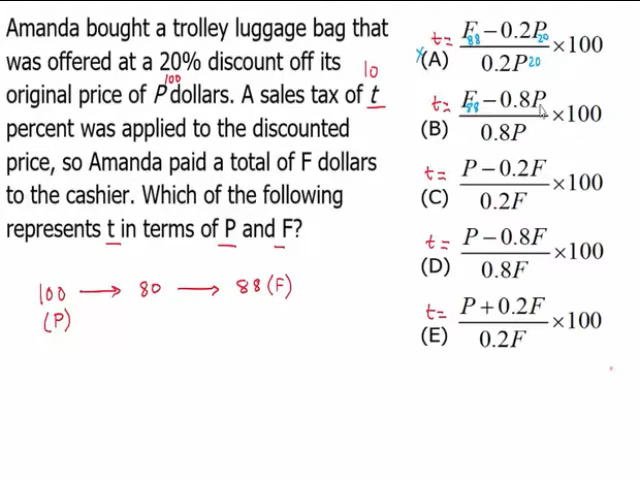 Amanda bought a trolley luggage bag that
was offered at a 20% discount off its
100
10
original price of P dollars. A sales tax of t
percent was applied to the discounted
price, so Amanda paid a total of F dollars
to the cashier. Which of the following
represents t in terms of P and F?
100 → 80 → 88 (F)
(P)
t = F - 0.2P
88 20
x(A) 0.2P 20 ×100
t = F - 0.8P
88
(B) 0.8P ×100
t = P - 0.2F
(C) 0.2F ×100
t = P - 0.8F
(D) 0.8F ×100
t = P + 0.2F
(E) 0.2F ×100